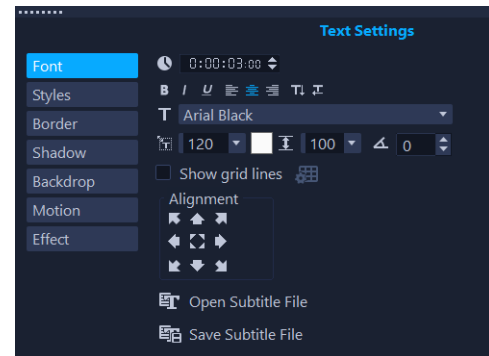 Text Settings
Font
Styles
Border
Shadow
Backdrop
Motion
Effect
0:00:03:00
B I U
T Arial Black
120 100 0
Show grid lines
Alignment
Open Subtitle File
Save Subtitle File